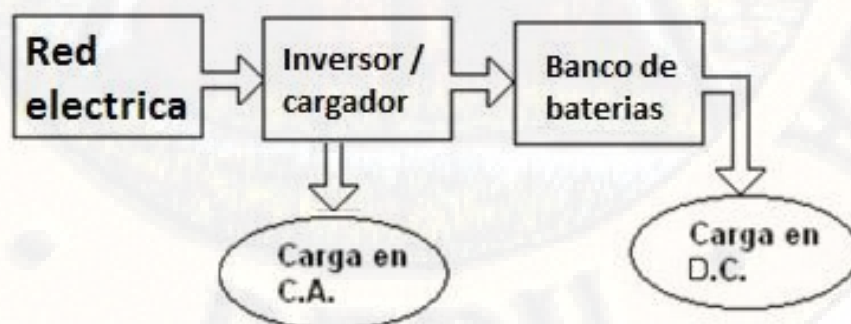 Red
electrica
Inversor /
cargador
Banco de
baterias
Carga en
C.A.
Carga en
D.C.